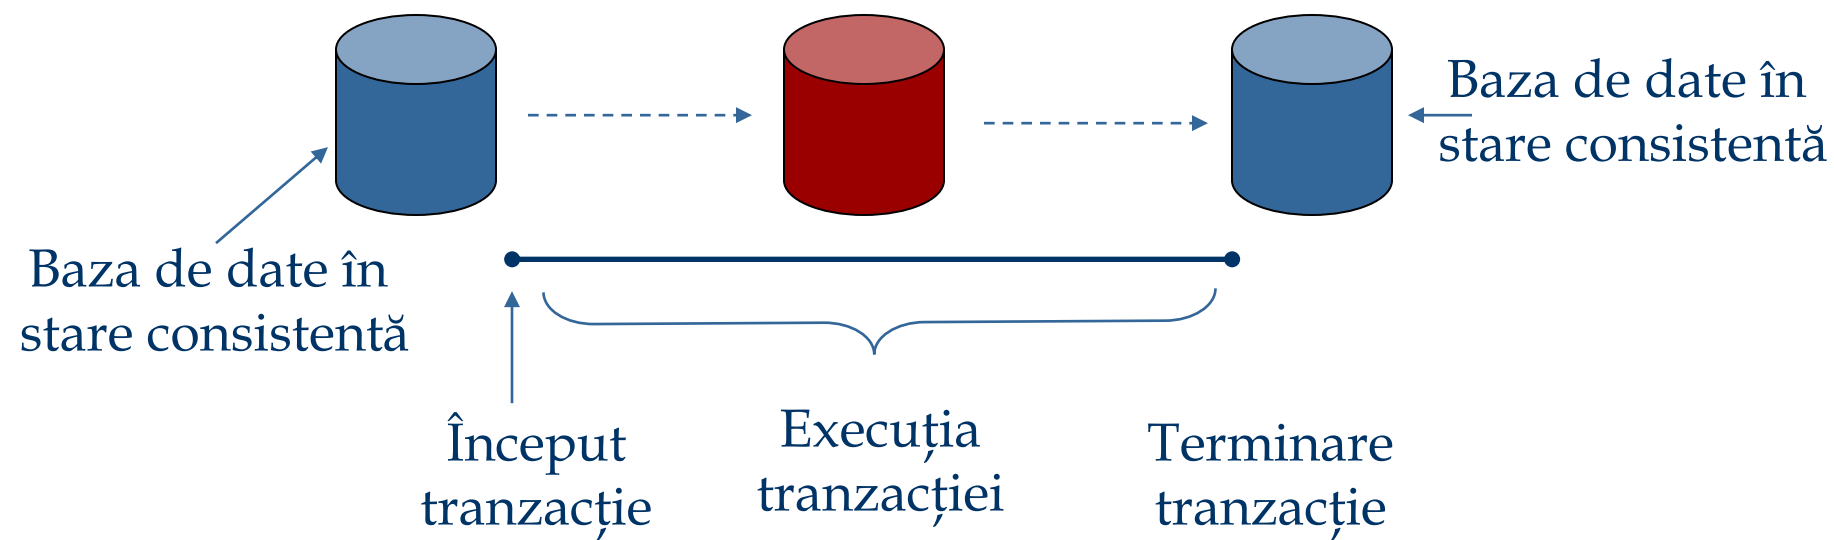 Baza de date în
stare consistentă
Baza de date în
stare consistentă
Început
tranzacție
Execuția
tranzacției
Terminare
tranzacție